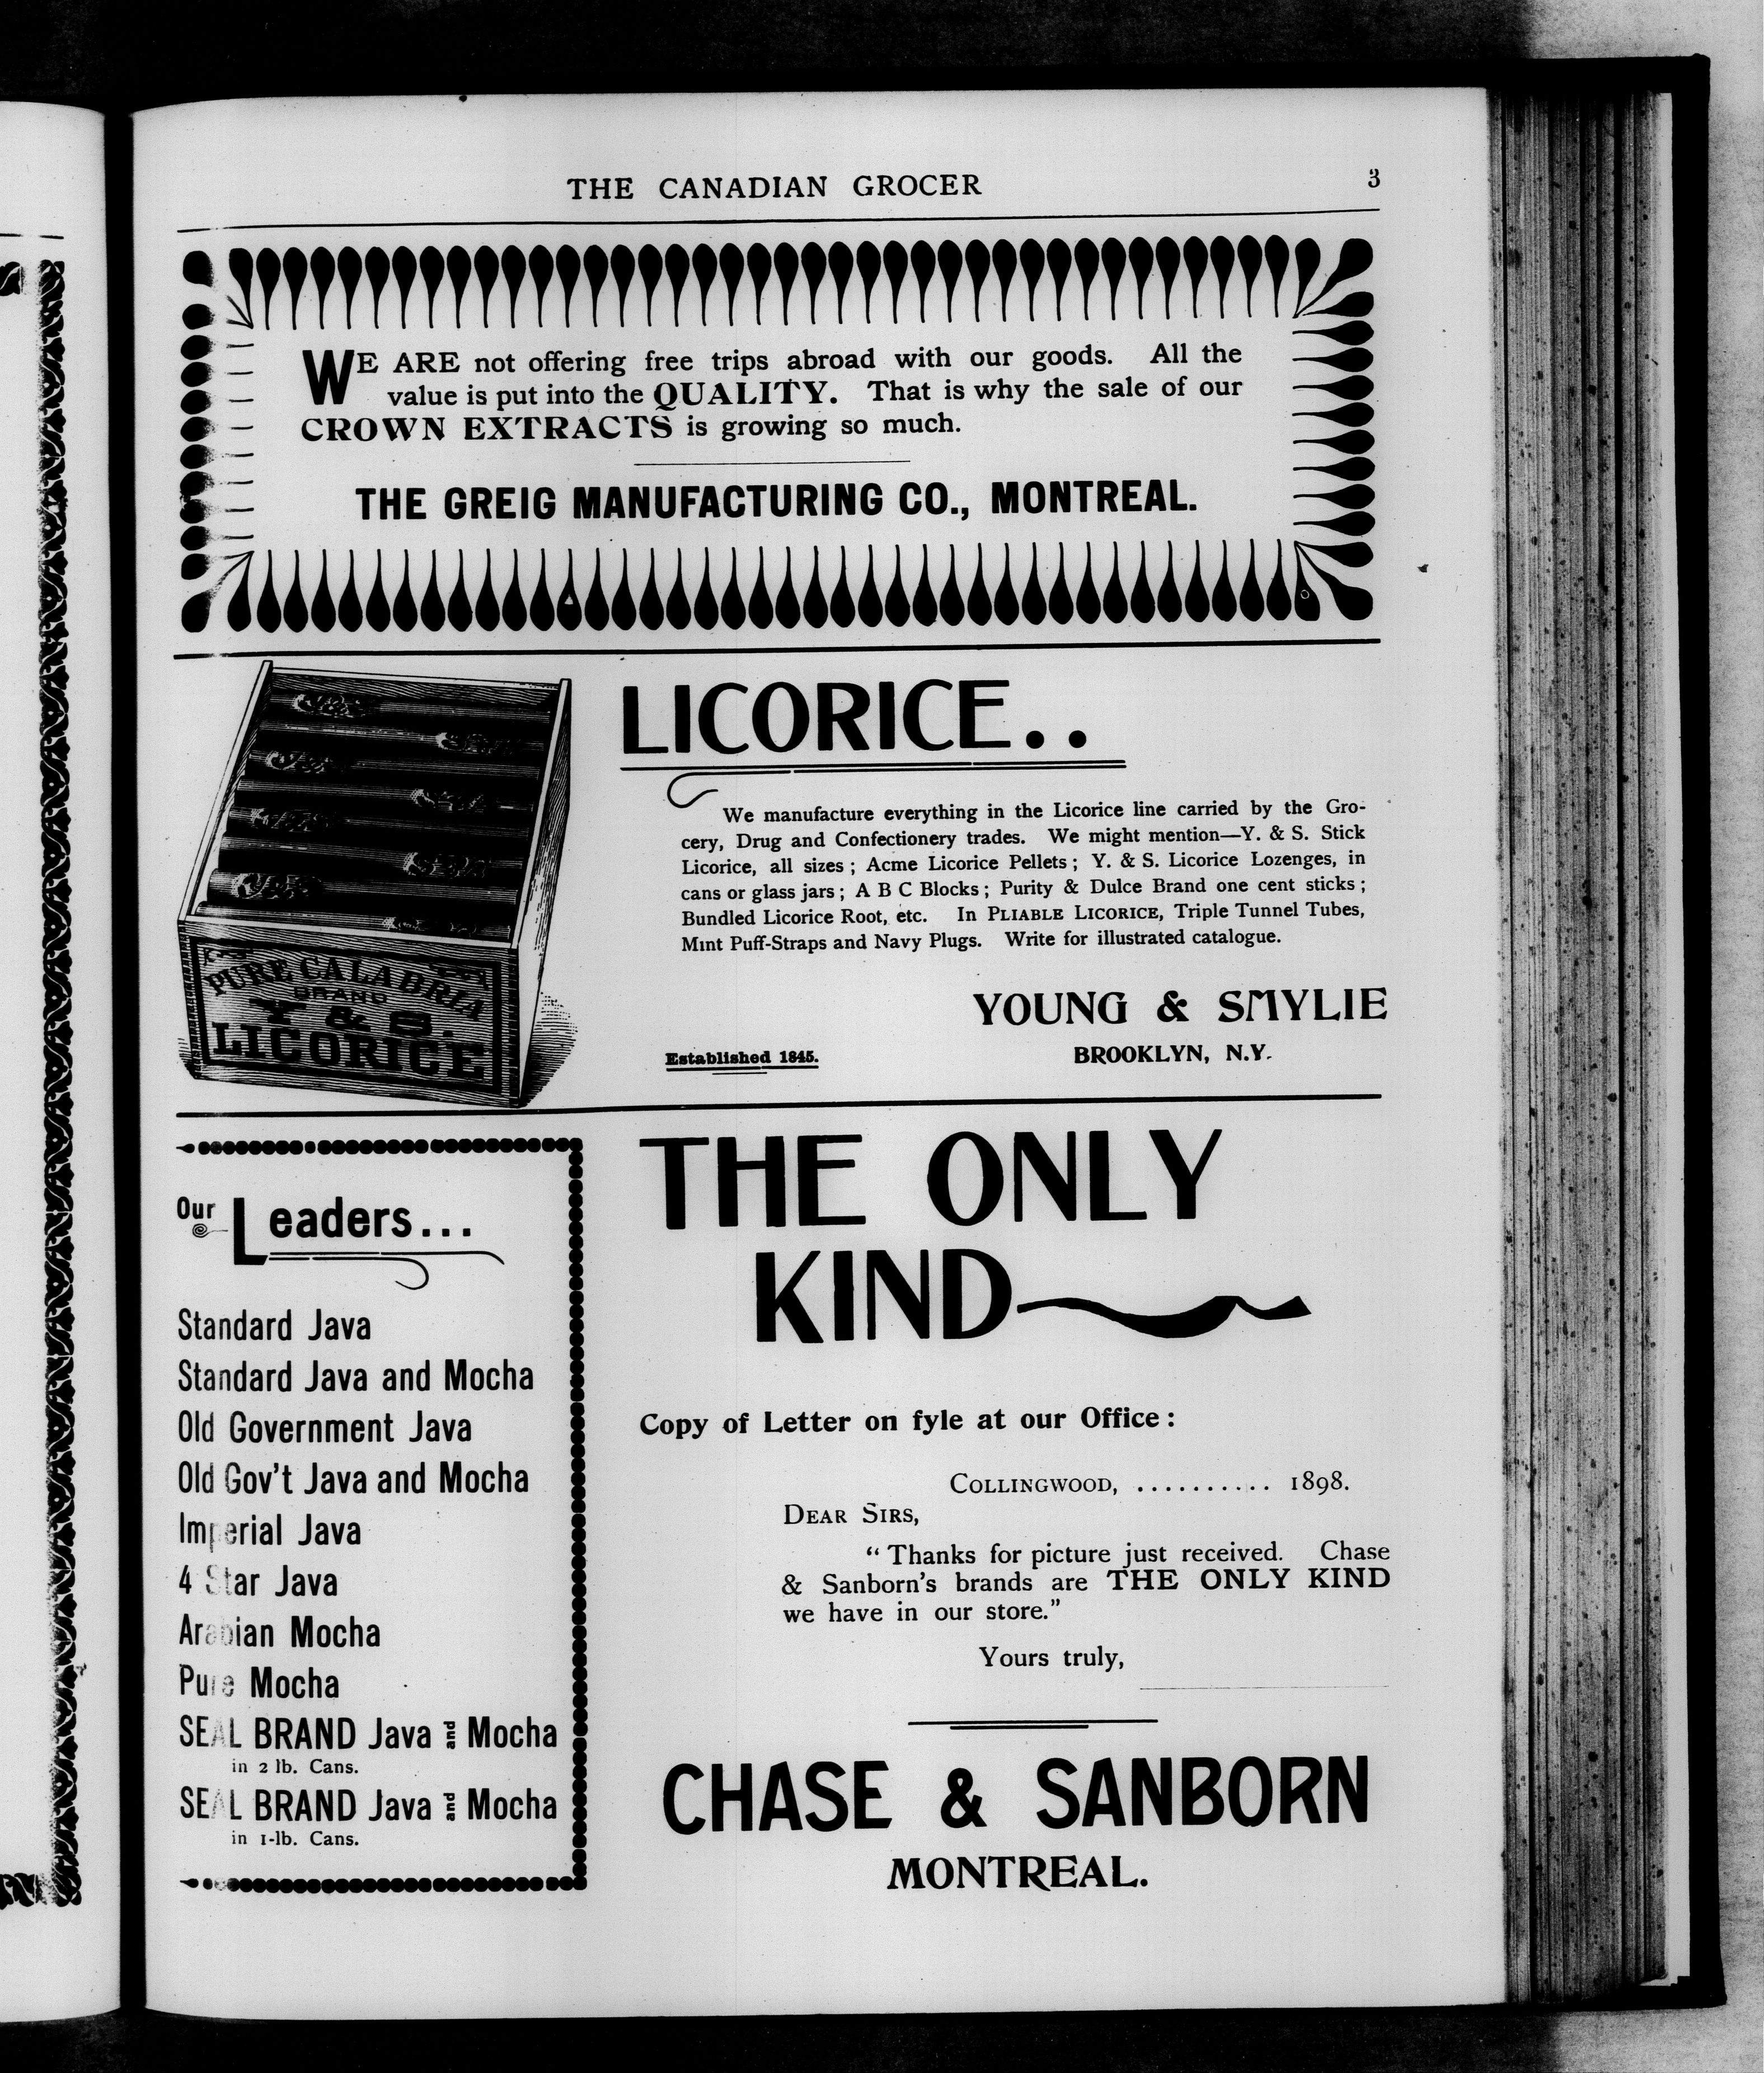 THE CANADIAN GROCER 3
WE ARE not offering free trips abroad with our goods. All the
value is put into the QUALITY. That is why the sale of our
CROWN EXTRACTS is growing so much.
THE GREIG MANUFACTURING CO., MONTREAL.
PURE CALABRIA
BRAND
Y & S.
LICORICE
LICORICE..
We manufacture everything in the Licorice line carried by the Gro-
cery, Drug and Confectionery trades. We might mention—Y. & S. Stick
Licorice, all sizes; Acme Licorice Pellets; Y. & S. Licorice Lozenges, in
cans or glass jars; A B C Blocks; Purity & Dulce Brand one cent sticks;
Bundled Licorice Root, etc. In PLIABLE LICORICE, Triple Tunnel Tubes,
Mint Puff-Straps and Navy Plugs. Write for illustrated catalogue.
YOUNG & SMYLIE
Established 1845.
BROOKLYN, N.Y.
Our Leaders...
Standard Java
Standard Java and Mocha
Old Government Java
Old Gov't Java and Mocha
Imperial Java
4 Star Java
Arabian Mocha
Pure Mocha
SEAL BRAND Java and Mocha
in 2 lb. Cans.
SEAL BRAND Java and Mocha
in 1-lb. Cans.
THE ONLY
KIND
Copy of Letter on fyle at our Office:
COLLINGWOOD, .......... 1898.
DEAR SIRS,
"Thanks for picture just received. Chase
& Sanborn's brands are THE ONLY KIND
we have in our store."
Yours truly,
CHASE & SANBORN
MONTREAL.